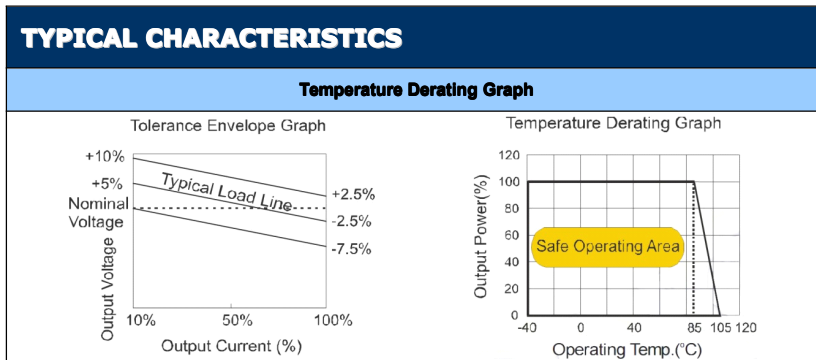 TYPICAL CHARACTERISTICS
Temperature Derating Graph
Tolerance Envelope Graph
+10%
+5%
Nominal
Voltage
Typical Load Line
+2.5%
-2.5%
-7.5%
Output Voltage
10% 50% 100%
Output Current (%)
Temperature Derating Graph
120
100
80
60
40
20
0
Output Power(%)
Safe Operating Area
-40 0 40 85 105 120
Operating Temp.(°C)